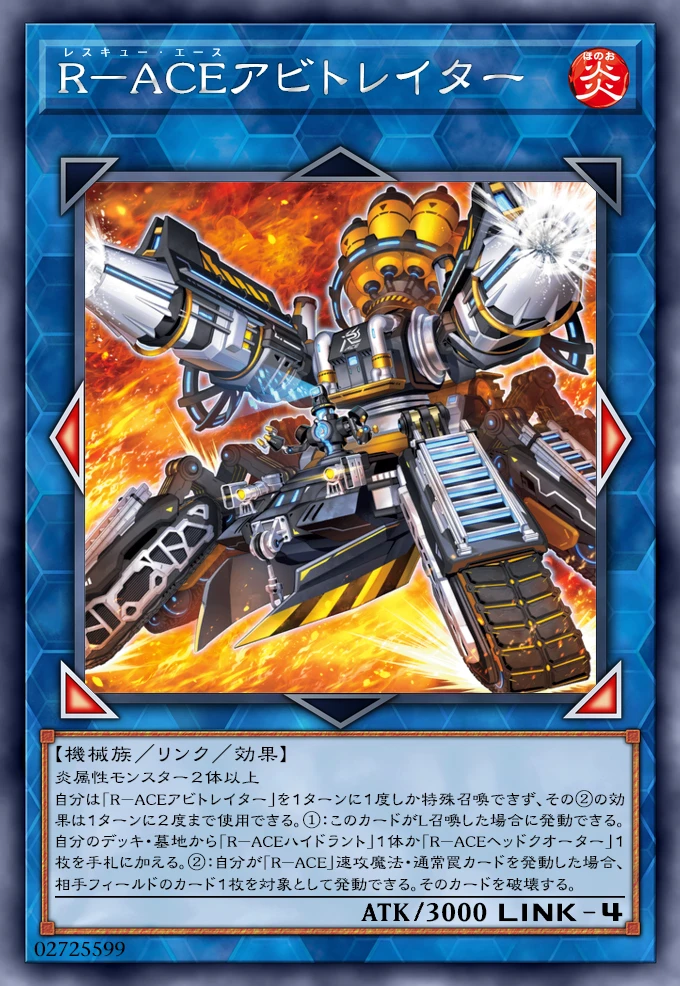 レスキュー・エース
R－ACEアビトレイター
ほのお
炎
R
ACE
【機械族／リンク／効果】
炎属性モンスター２体以上
自分は「R－ACEアビトレイター」を１ターンに１度しか特殊召喚できず、その②の効
果は１ターンに２度まで使用できる。①：このカードがL召喚した場合に発動できる。
自分のデッキ・墓地から「R－ACEハイドラント」１体か「R－ACEヘッドクオーター」１
枚を手札に加える。②：自分が「R－ACE」速攻魔法・通常罠カードを発動した場合、
相手フィールドのカード１枚を対象として発動できる。そのカードを破壊する。
ATK/3000 LINK－4
02725599